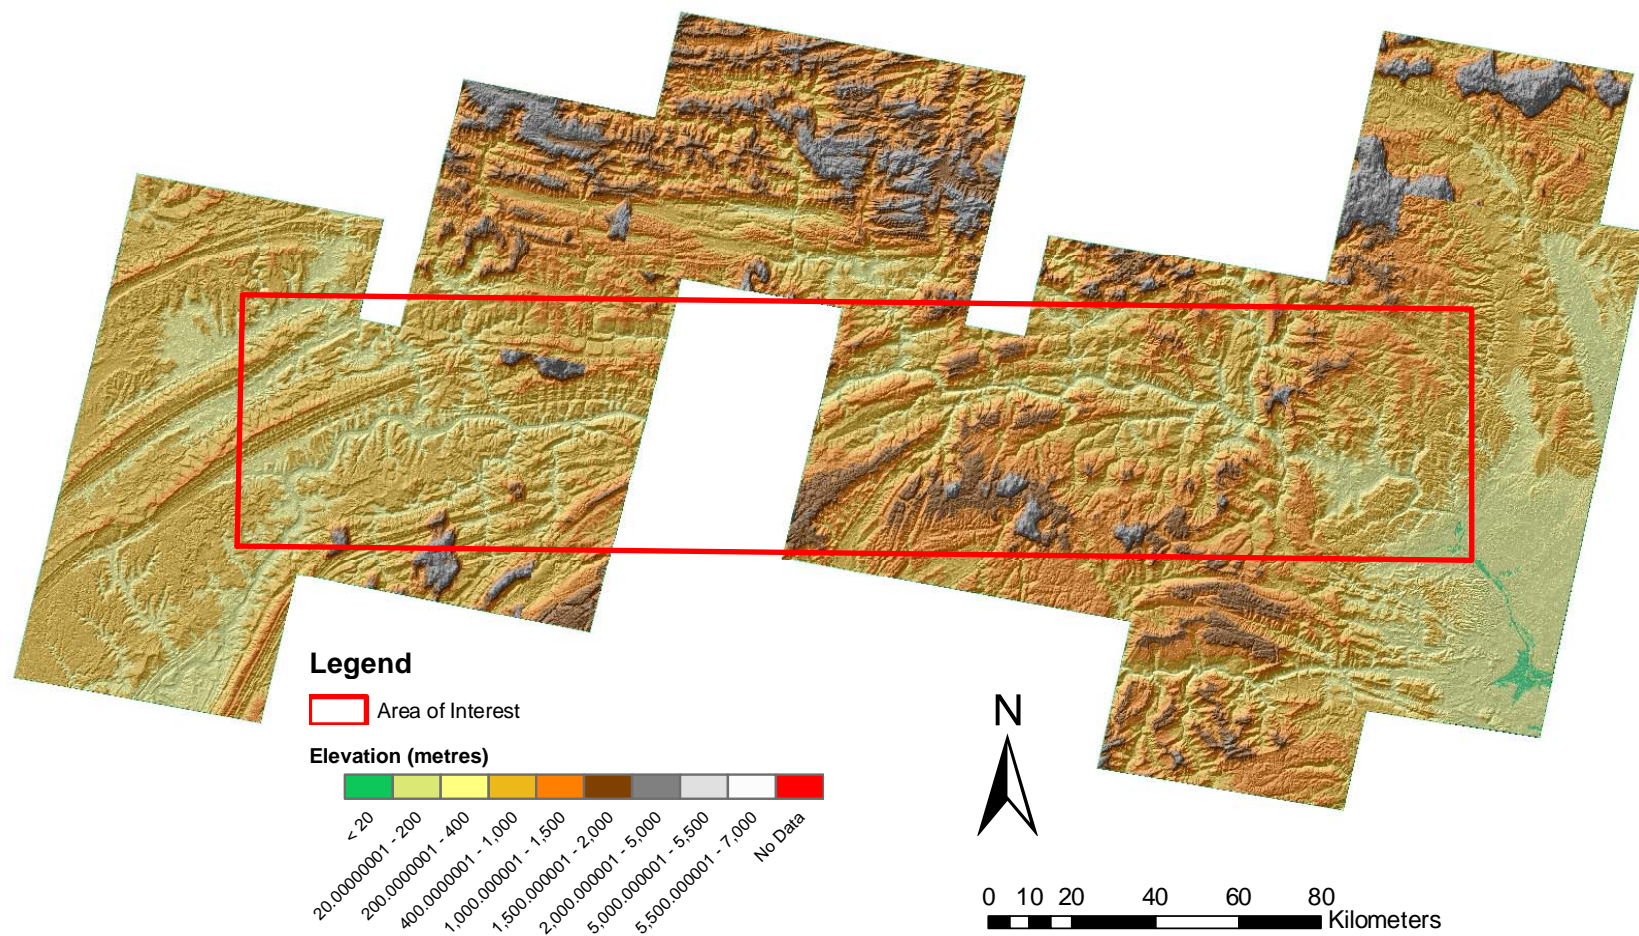 Legend
Area of Interest
Elevation (metres)
< 20
20.00000001 - 200
200.0000001 - 400
400.0000001 - 1,000
1,000.000001 - 1,500
1,500.000001 - 2,000
2,000.000001 - 5,000
5,000.000001 - 5,500
5,500.000001 - 7,000
No Data
N
0 10 20 40 60 80
Kilometers